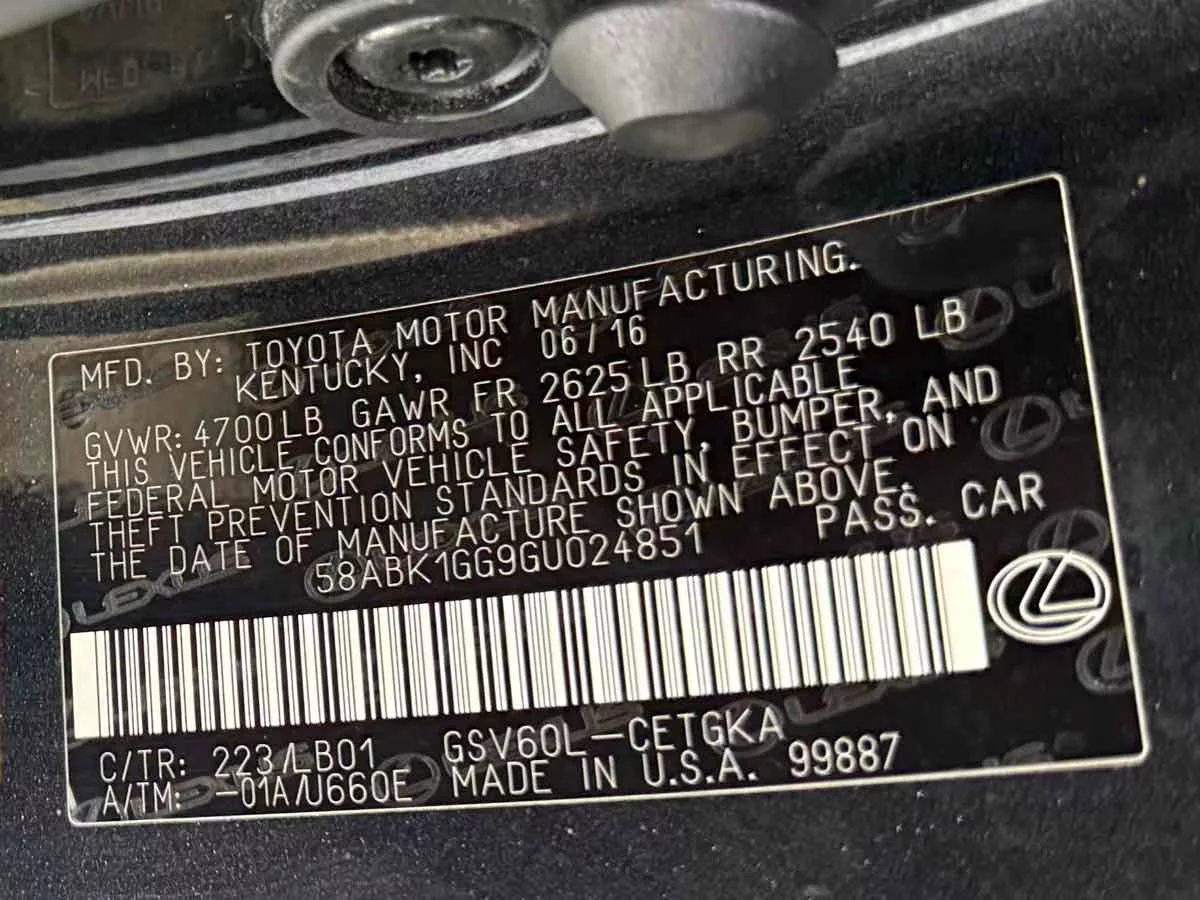 MFD. BY: TOYOTA MOTOR MANUFACTURING.
KENTUCKY, INC 06/16
GVWR: 4700LB GAWR FR 2625LB RR 2540 LB
THIS VEHICLE CONFORMS TO ALL APPLICABLE
FEDERAL MOTOR VEHICLE SAFETY, BUMPER, AND
THEFT PREVENTION STANDARDS IN EFFECT ON
THE DATE OF MANUFACTURE SHOWN ABOVE.
58ABK1GG9GU024851 PASS. CAR
C/TR: 223/LB01 GSV60L-CETGKA
A/TM: -01A/U660E MADE IN U.S.A. 99887